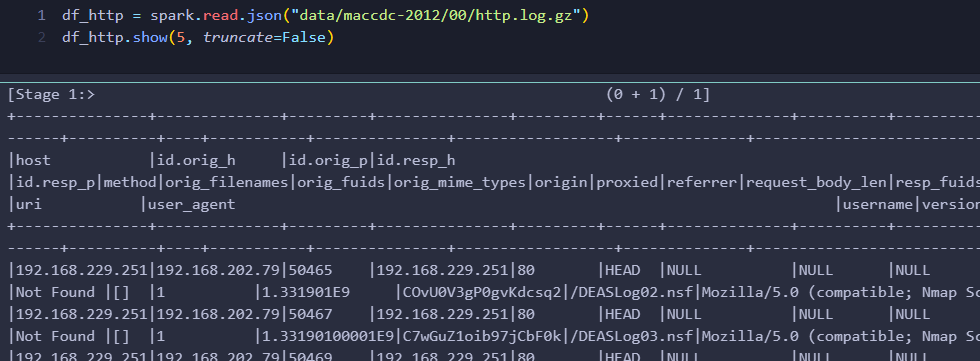 1 df_http = spark.read.json("data/maccdc-2012/00/http.log.gz")
2 df_http.show(5, truncate=False)
[Stage 1:> (0 + 1) / 1]
+---------------+--------------+---------+---------------+---------+------+--------------+----------+---------
------+----------+----+-----------+---------------+------------------+--------------
|host |id.orig_h |id.orig_p|id.resp_h
|id.resp_p|method|orig_filenames|orig_fuids|orig_mime_types|origin|proxied|referrer|request_body_len|resp_fuids
|uri |user_agent |username|version
+---------------+--------------+---------+---------------+---------+------+--------------+----------+---------
------+----------+----+-----------+---------------+------------------+--------------
|192.168.229.251|192.168.202.79|50465 |192.168.229.251|80 |HEAD |NULL |NULL |NULL
|Not Found |[] |1 |1.331901E9 |COvU0V3gP0gvKdcsq2|/DEASLog02.nsf|Mozilla/5.0 (compatible; Nmap Sc
|192.168.229.251|192.168.202.79|50467 |192.168.229.251|80 |HEAD |NULL |NULL |NULL
|Not Found |[] |1 |1.33190100001E9|C7wGuZ1oib97jCbF0k|/DEASLog03.nsf|Mozilla/5.0 (compatible; Nmap Sc
|192.168.229.251|192.168.202.79|50469 |192.168.229.251|80 |HEAD |NULL |NULL |NULL